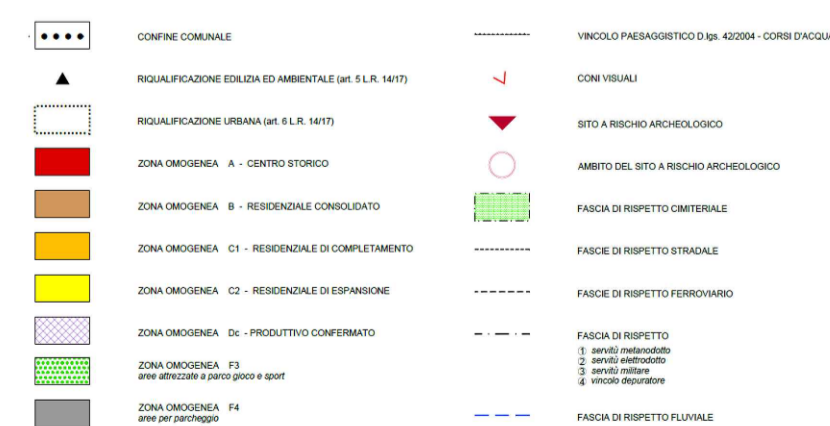 CONFINE COMUNALE
RIQUALIFICAZIONE EDILIZIA ED AMBIENTALE (art. 5 L.R. 14/17)
RIQUALIFICAZIONE URBANA (art. 6 L.R. 14/17)
ZONA OMOGENEA A - CENTRO STORICO
ZONA OMOGENEA B - RESIDENZIALE CONSOLIDATO
ZONA OMOGENEA C1 - RESIDENZIALE DI COMPLETAMENTO
ZONA OMOGENEA C2 - RESIDENZIALE DI ESPANSIONE
ZONA OMOGENEA Dc - PRODUTTIVO CONFERMATO
ZONA OMOGENEA F3
aree attrezzate a parco gioco e sport
ZONA OMOGENEA F4
aree per parcheggio
VINCOLO PAESAGGISTICO D.lgs. 42/2004 - CORSI D'ACQUA
CONI VISUALI
SITO A RISCHIO ARCHEOLOGICO
AMBITO DEL SITO A RISCHIO ARCHEOLOGICO
FASCIA DI RISPETTO CIMITERIALE
FASCIE DI RISPETTO STRADALE
FASCIE DI RISPETTO FERROVIARIO
FASCIA DI RISPETTO
① servitù metanodotto
② servitù elettrodotto
③ servitù militare
④ vincolo depuratore
FASCIA DI RISPETTO FLUVIALE